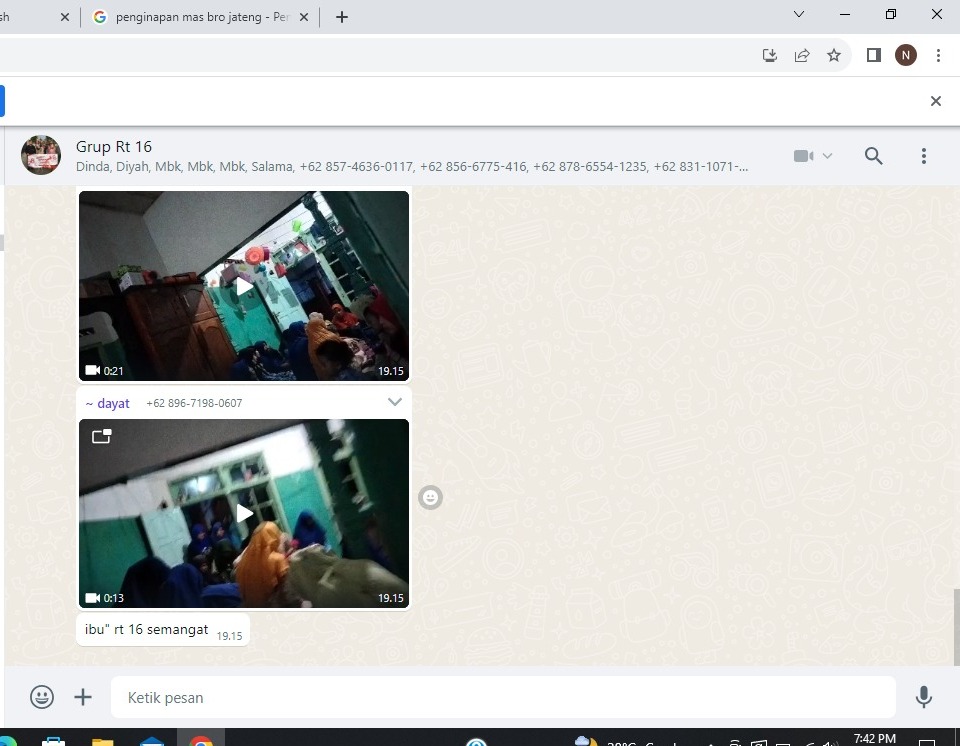 penginapan mas bro jateng - Per
N
Grup Rt 16
Dinda, Diyah, Mbk, Mbk, Mbk, Salama, +62 857-4636-0117, +62 856-6775-416, +62 878-6554-1235, +62 831-1071-...
0:21 19.15
~ dayat +62 896-7198-0607
0:13 19.15
ibu" rt 16 semangat 19.15
Ketik pesan
7:42 PM